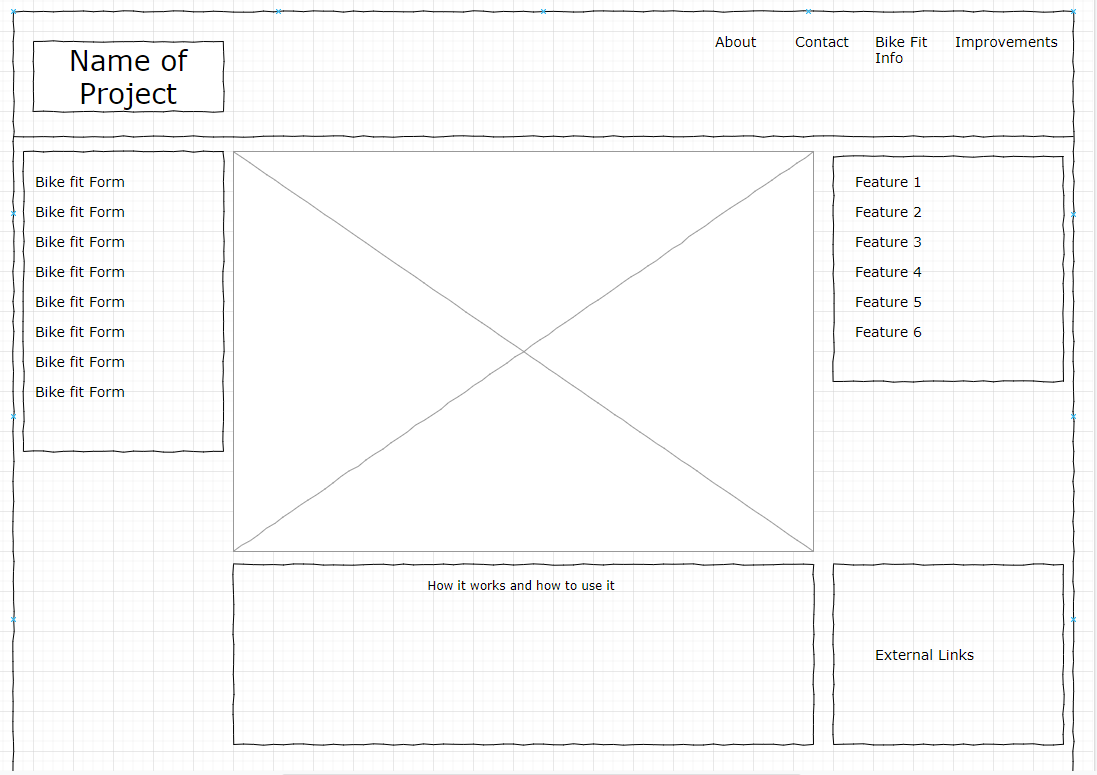 Name of
Project
About
Contact
Bike Fit
Info
Improvements
Bike fit Form
Bike fit Form
Bike fit Form
Bike fit Form
Bike fit Form
Bike fit Form
Bike fit Form
Bike fit Form
Feature 1
Feature 2
Feature 3
Feature 4
Feature 5
Feature 6
How it works and how to use it
External Links